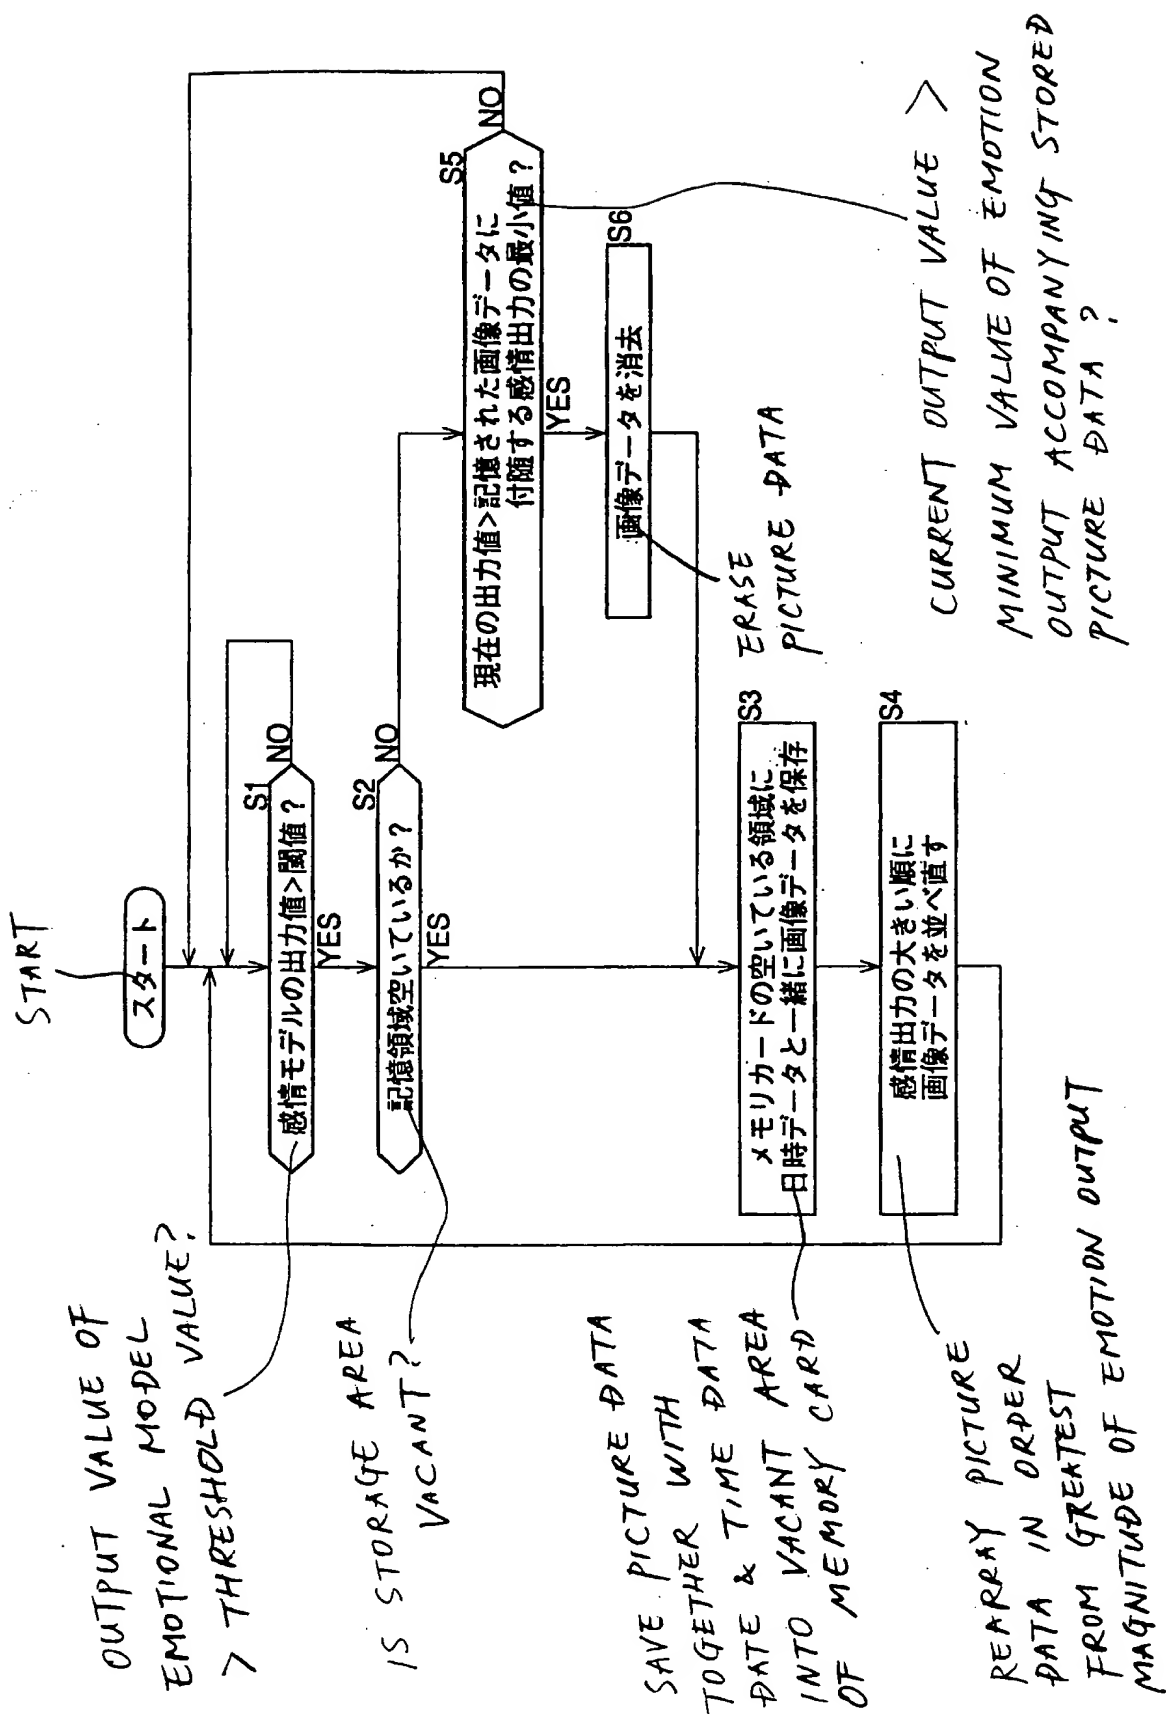 START
スタート
OUTPUT VALUE OF
EMOTIONAL MODEL
> THRESHOLD VALUE?
S1
感情モデルの出力値>閾値？
NO
YES
IS STORAGE AREA
VACANT?
S2
記憶領域空いているか？
NO
YES
S5
現在の出力値>記憶された画像データに
付随する感情出力の最小値？
NO
YES
CURRENT OUTPUT VALUE >
MINIMUM VALUE OF EMOTION
OUTPUT ACCOMPANYING STORED
PICTURE DATA?
S6
画像データを消去
ERASE
PICTURE DATA
SAVE PICTURE DATA
TOGETHER WITH
DATE & TIME DATA
INTO VACANT AREA
OF MEMORY CARD
S3
メモリカードの空いている領域に
日時データと一緒に画像データを保存
S4
感情出力の大きい順に
画像データを並べ直す
REARRAY PICTURE
DATA IN ORDER
FROM GREATEST
MAGNITUDE OF EMOTION OUTPUT